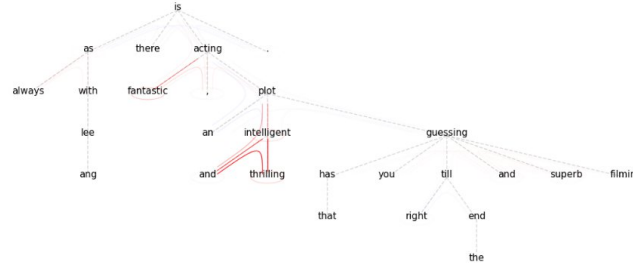 is
as there acting .
always with fantastic , plot
lee an intelligent guessing
ang and thrilling has you till and superb filmin
that right end
the